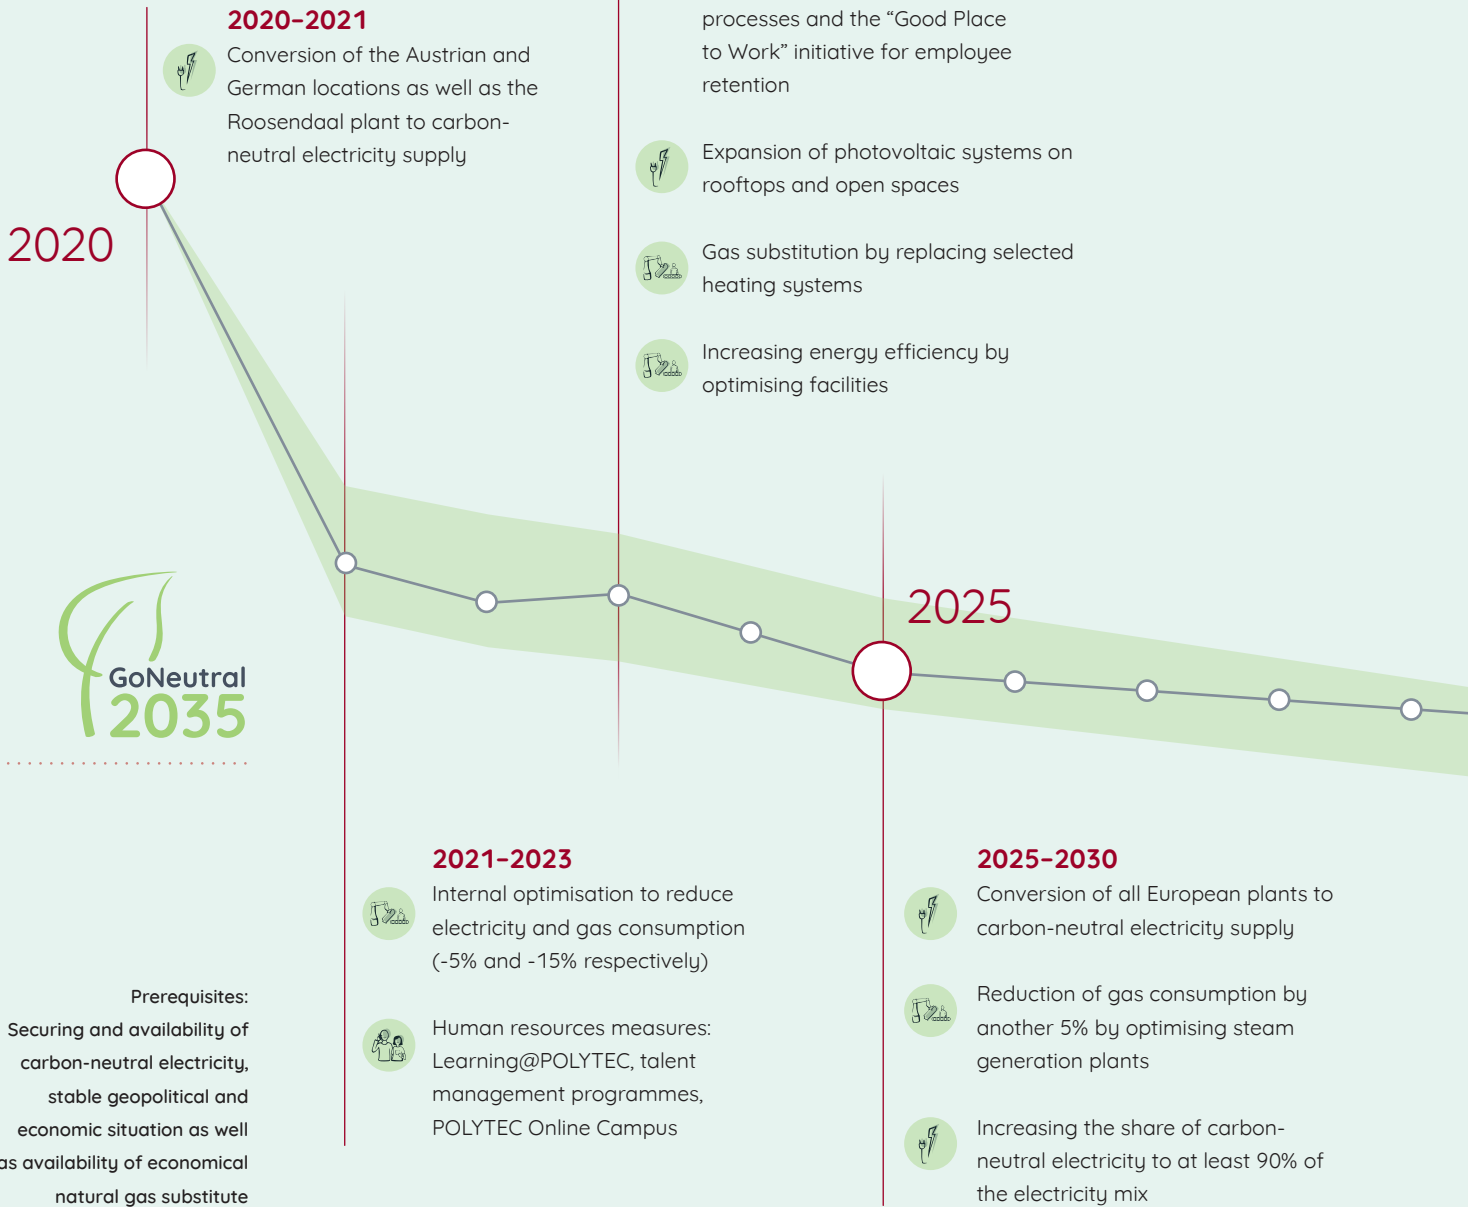 2020–2021
Conversion of the Austrian and
German locations as well as the
Roosendaal plant to carbon-
neutral electricity supply
processes and the “Good Place
to Work” initiative for employee
retention
Expansion of photovoltaic systems on
rooftops and open spaces
Gas substitution by replacing selected
heating systems
Increasing energy efficiency by
optimising facilities
2020
2025
GoNeutral
2035
Prerequisites:
Securing and availability of
carbon-neutral electricity,
stable geopolitical and
economic situation as well
as availability of economical
natural gas substitute
2021–2023
Internal optimisation to reduce
electricity and gas consumption
(-5% and -15% respectively)
Human resources measures:
Learning@POLYTEC, talent
management programmes,
POLYTEC Online Campus
2025–2030
Conversion of all European plants to
carbon-neutral electricity supply
Reduction of gas consumption by
another 5% by optimising steam
generation plants
Increasing the share of carbon-
neutral electricity to at least 90% of
the electricity mix